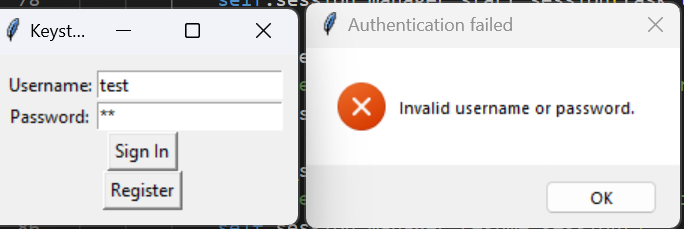 Keyst...
Username: test
Password: **
Sign In
Register
Authentication failed
Invalid username or password.
OK